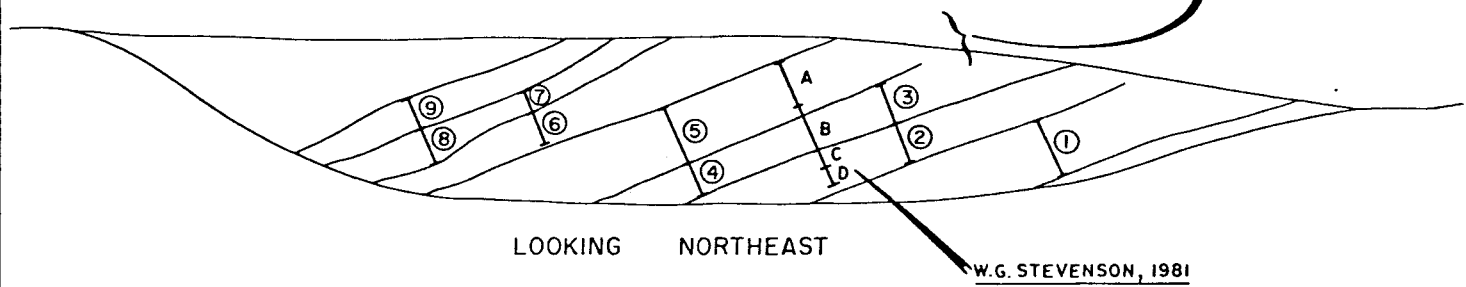 A
⑨
⑦
③
⑧
⑥
⑤
B
②
①
C
④
D
LOOKING NORTHEAST
W.G. STEVENSON, 1981